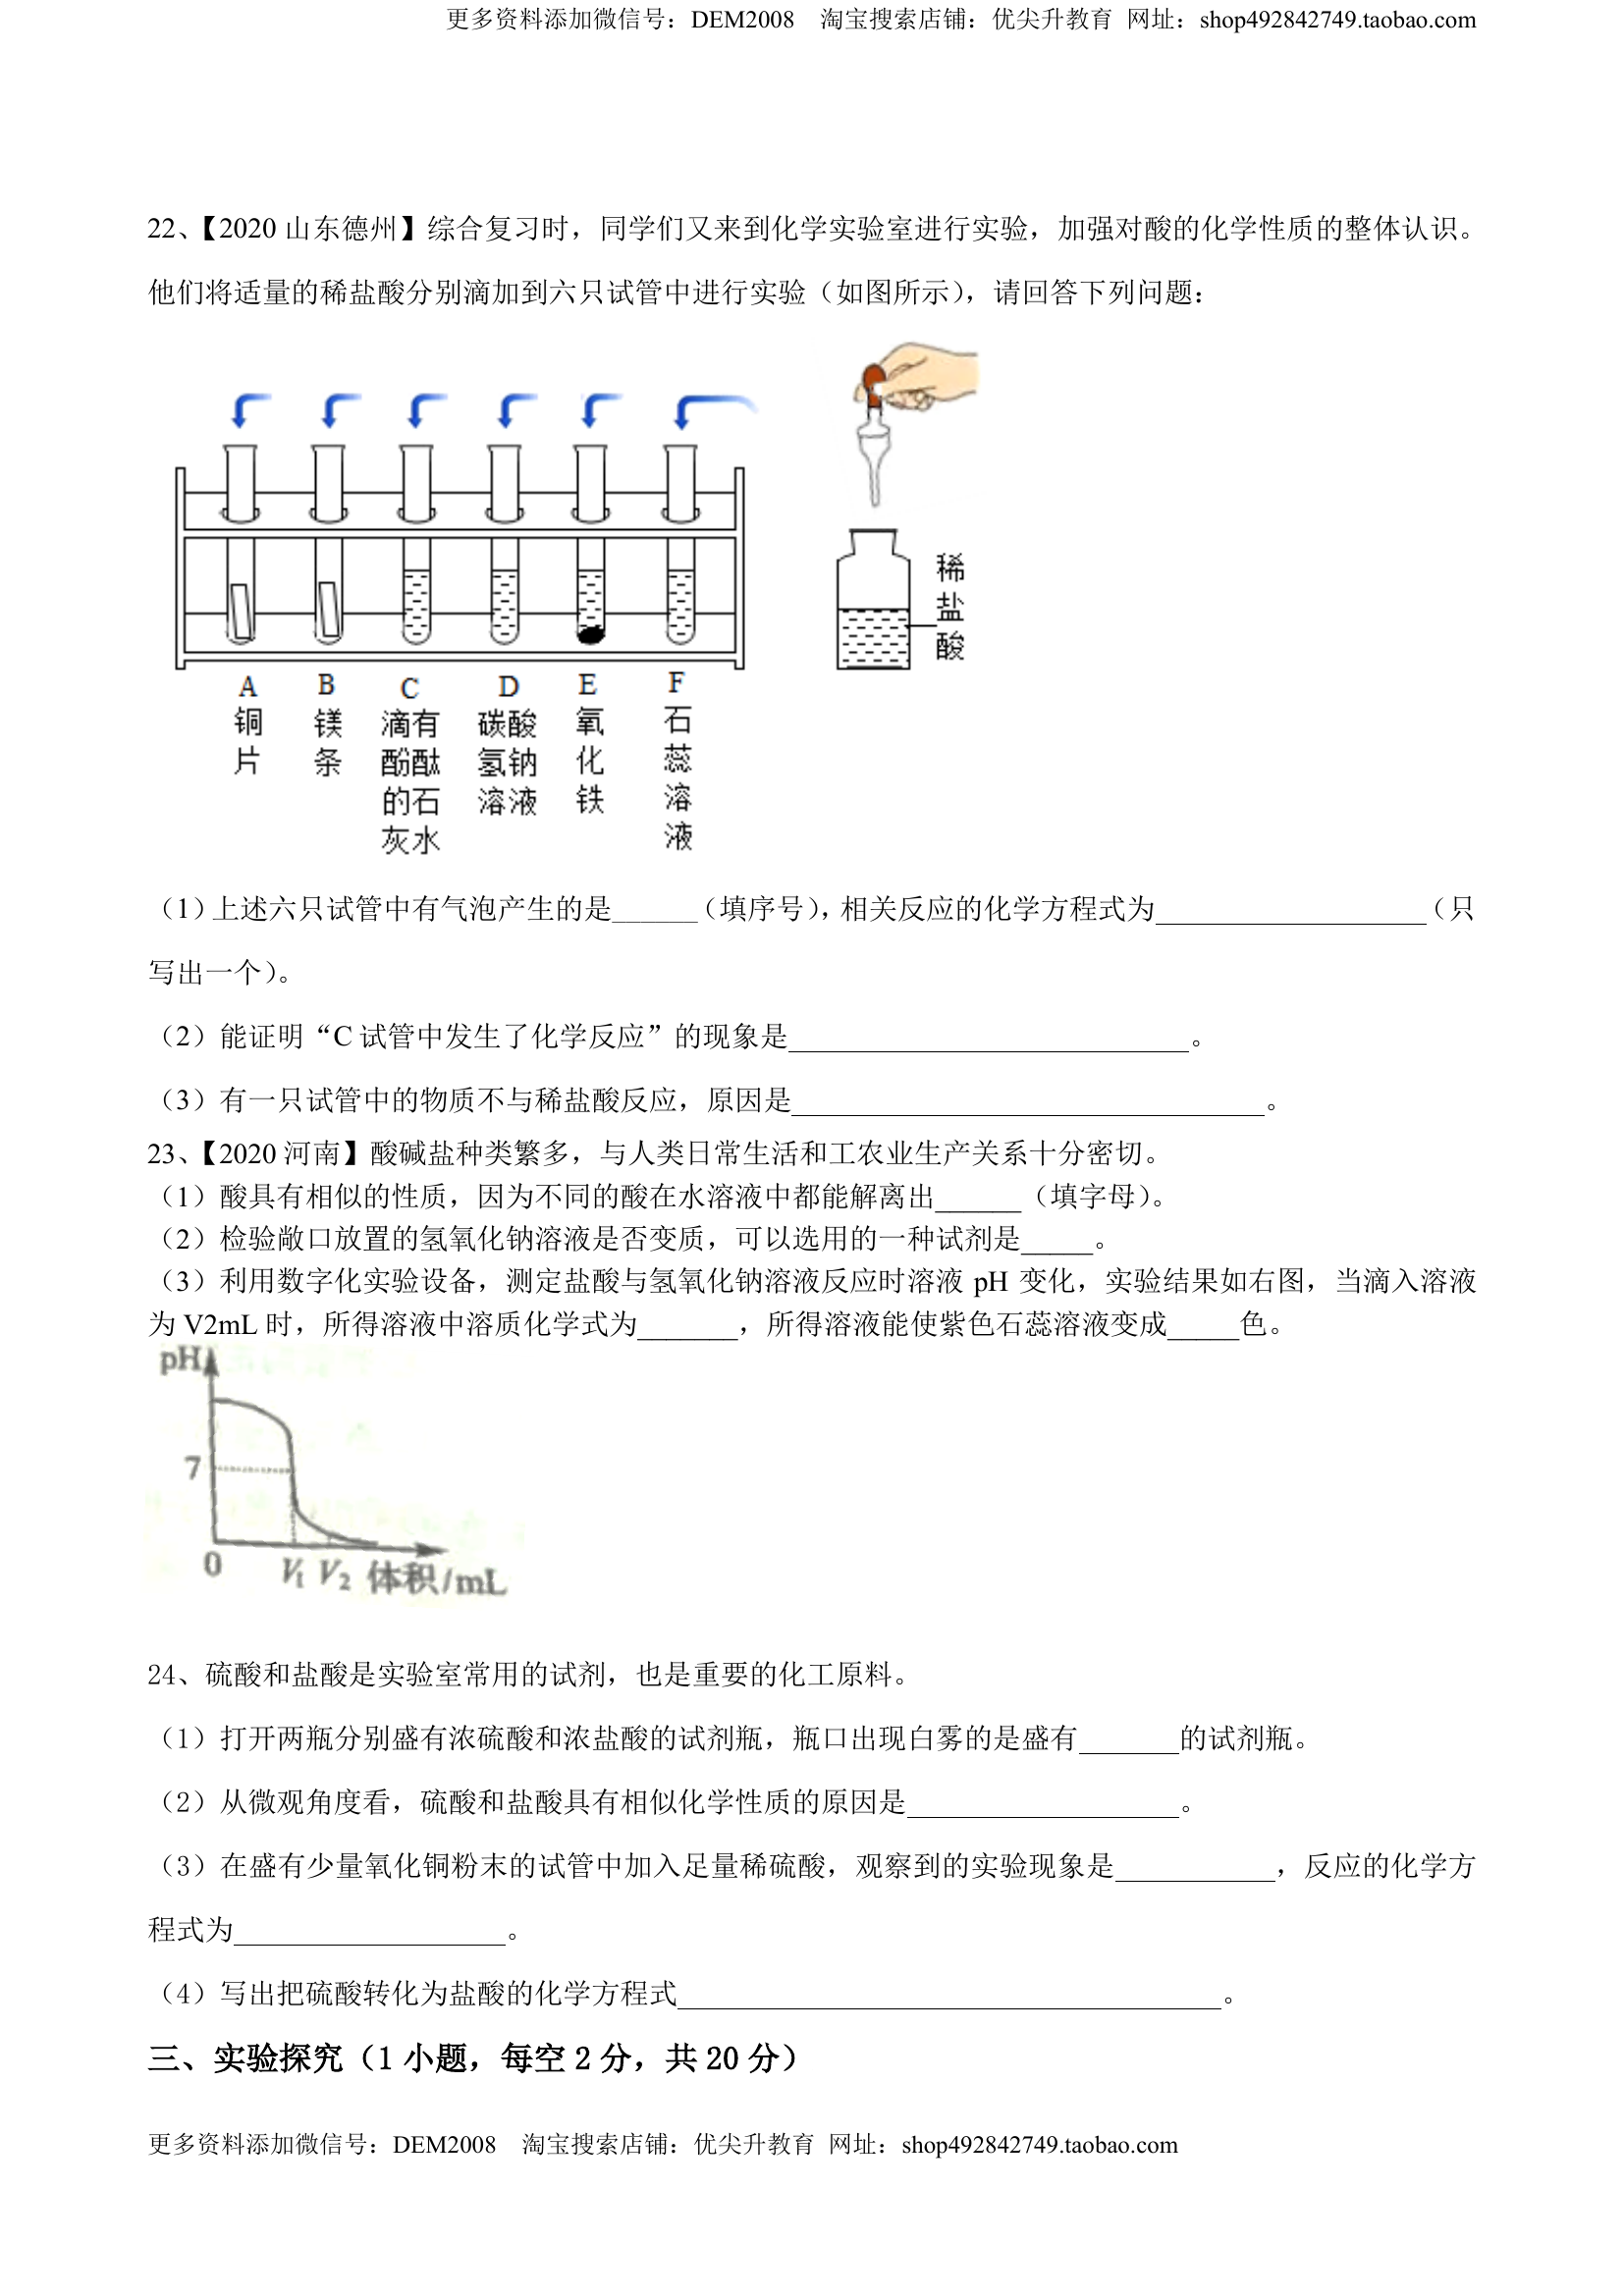 更多资料添加微信号：DEM2008　淘宝搜索店铺：优尖升教育 网址：shop492842749.taobao.com
22、【2020 山东德州】综合复习时，同学们又来到化学实验室进行实验，加强对酸的化学性质的整体认识。
他们将适量的稀盐酸分别滴加到六只试管中进行实验（如图所示），请回答下列问题：
稀盐酸
A
B
C
D
E
F
铜片
镁条
滴有酚酞的石灰水
碳酸氢钠溶液
氧化铁
石蕊溶液
（1）上述六只试管中有气泡产生的是______（填序号），相关反应的化学方程式为___________________（只
写出一个）。
（2）能证明“C 试管中发生了化学反应”的现象是____________________________。
（3）有一只试管中的物质不与稀盐酸反应，原因是_________________________________。
23、【2020 河南】酸碱盐种类繁多，与人类日常生活和工农业生产关系十分密切。
（1）酸具有相似的性质，因为不同的酸在水溶液中都能解离出______（填字母）。
（2）检验敞口放置的氢氧化钠溶液是否变质，可以选用的一种试剂是_____。
（3）利用数字化实验设备，测定盐酸与氢氧化钠溶液反应时溶液 pH 变化，实验结果如右图，当滴入溶液
为 V2mL 时，所得溶液中溶质化学式为_______，所得溶液能使紫色石蕊溶液变成_____色。
pH
7
0 V₁ V₂ 体积/mL
24、硫酸和盐酸是实验室常用的试剂，也是重要的化工原料。
（1）打开两瓶分别盛有浓硫酸和浓盐酸的试剂瓶，瓶口出现白雾的是盛有_______的试剂瓶。
（2）从微观角度看，硫酸和盐酸具有相似化学性质的原因是___________________。
（3）在盛有少量氧化铜粉末的试管中加入足量稀硫酸，观察到的实验现象是___________，反应的化学方
程式为___________________。
（4）写出把硫酸转化为盐酸的化学方程式______________________________________。
三、实验探究（1 小题，每空 2 分，共 20 分）
更多资料添加微信号：DEM2008　淘宝搜索店铺：优尖升教育 网址：shop492842749.taobao.com